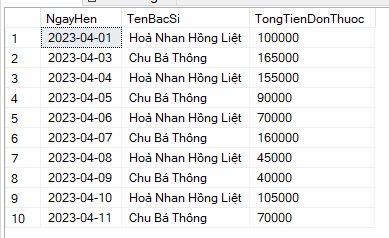 NgayHen TenBacSi TongTienDonThuoc
1 2023-04-01 Hoả Nhan Hồng Liệt 100000
2 2023-04-03 Chu Bá Thông 165000
3 2023-04-04 Hoả Nhan Hồng Liệt 155000
4 2023-04-05 Chu Bá Thông 90000
5 2023-04-06 Hoả Nhan Hồng Liệt 70000
6 2023-04-07 Chu Bá Thông 160000
7 2023-04-08 Hoả Nhan Hồng Liệt 45000
8 2023-04-09 Chu Bá Thông 40000
9 2023-04-10 Hoả Nhan Hồng Liệt 105000
10 2023-04-11 Chu Bá Thông 70000